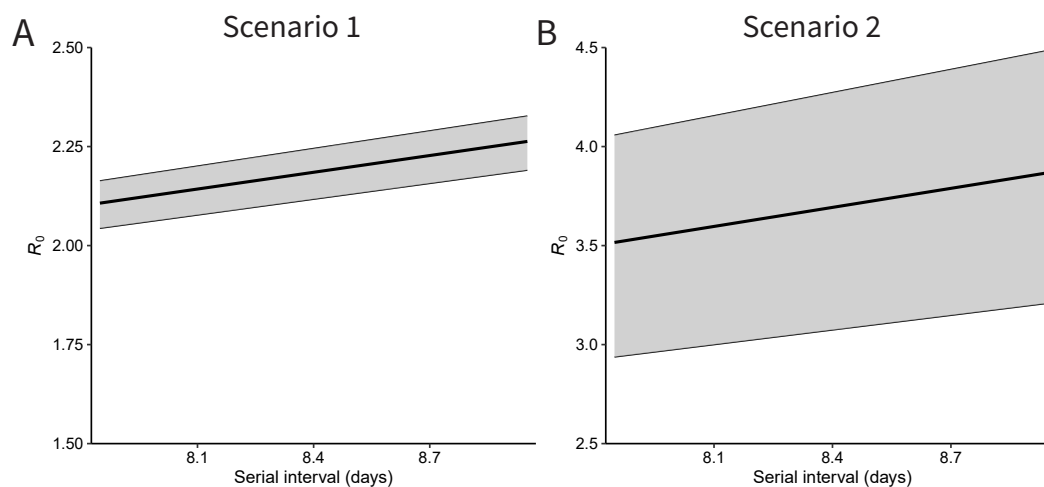 A
Scenario 1
2.50
2.25
2.00
1.75
1.50
R0
8.1
8.4
8.7
Serial interval (days)
B
Scenario 2
4.5
4.0
3.5
3.0
2.5
R0
8.1
8.4
8.7
Serial interval (days)